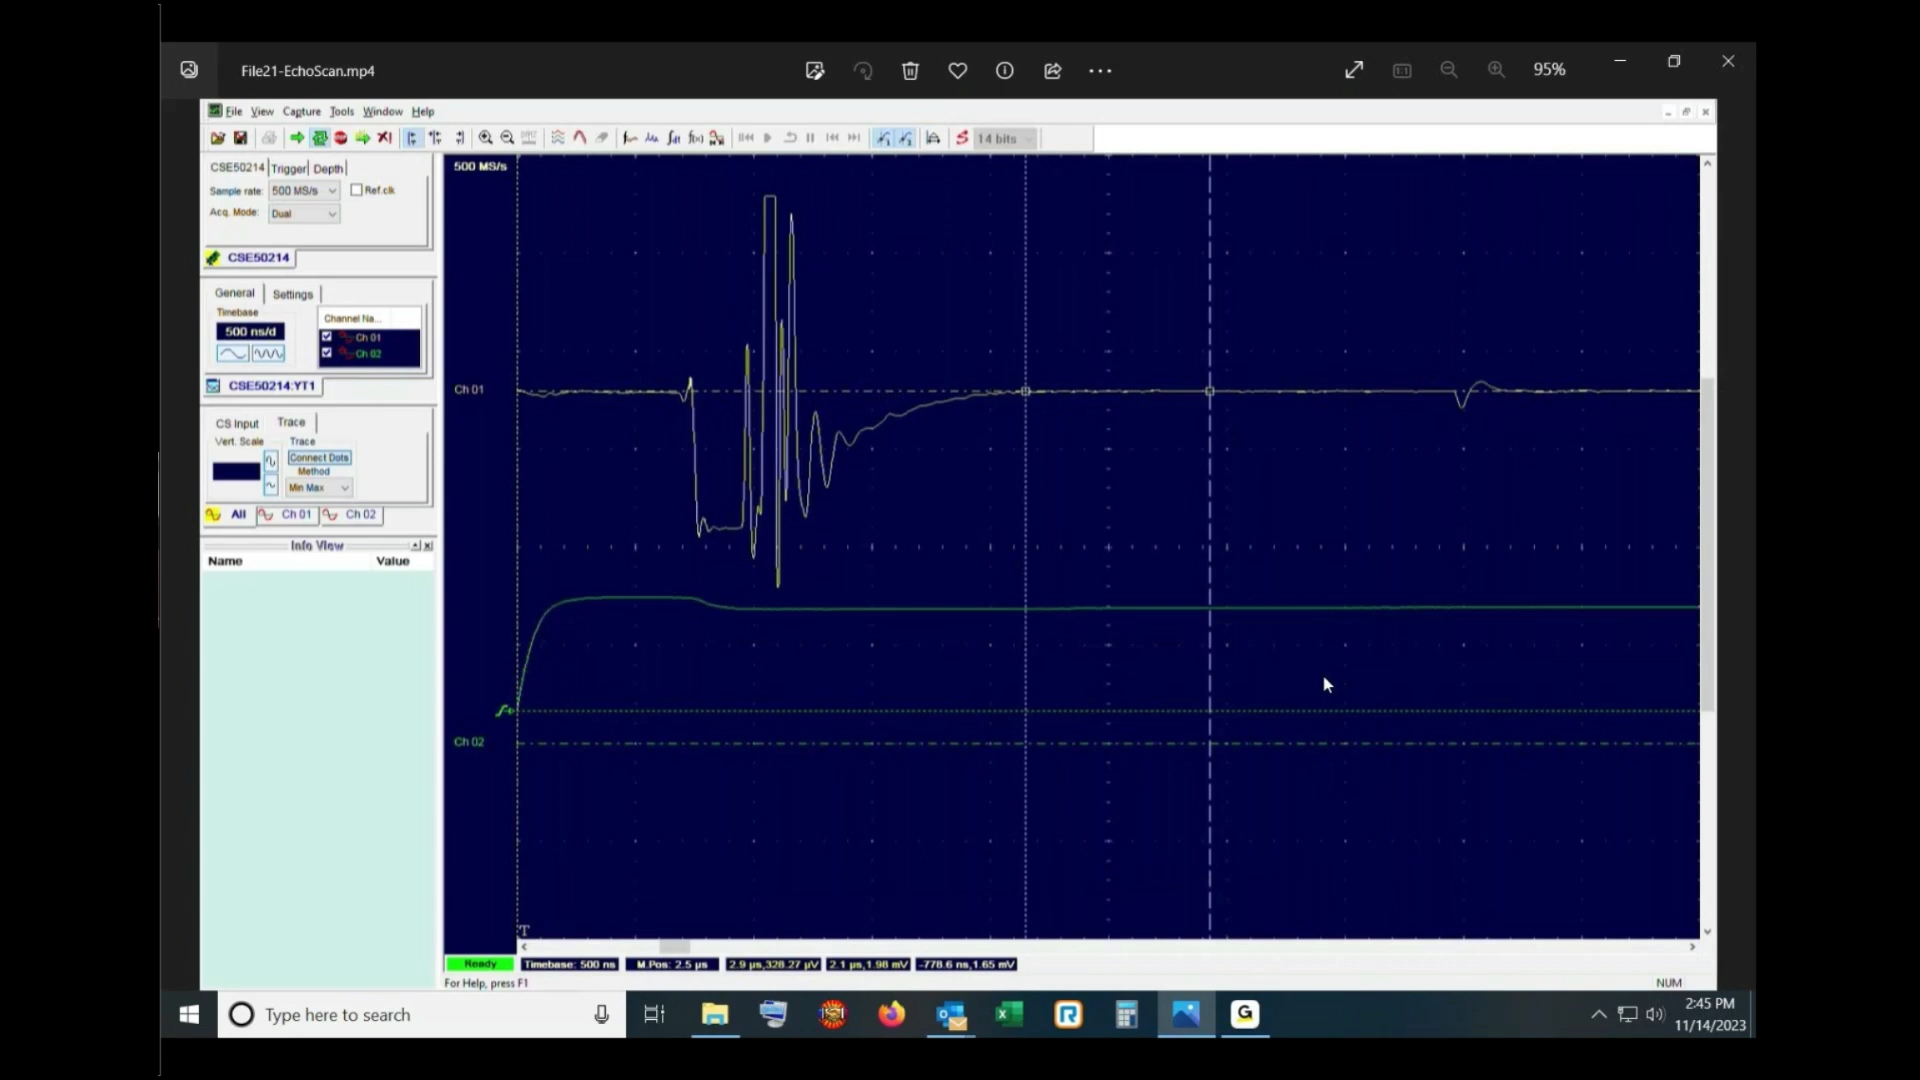 File21-EchoScan.mp4
95%
File View Capture Tools Window Help
14 bits
CSE50214 Trigger Depth
Sample rate: 500 MS/s Ref.clk
Acq. Mode: Dual
CSE50214
General Settings
Timebase
500 ns/d
Channel Na...
Ch 01
Ch 02
CSE50214:YT1
CS Input Trace
Vert. Scale Trace
Connect Dots
Method
Min Max
All Ch 01 Ch 02
Info View
Name Value
500 MS/s
Ch 01
Ch 02
T
Ready Timebase: 500 ns M.Pos: 2.5 µs 2.9 µs,328.27 µV 2.1 µs,1.98 mV -778.6 ns,1.65 mV
For Help, press F1 NUM
Type here to search
2:45 PM
11/14/2023